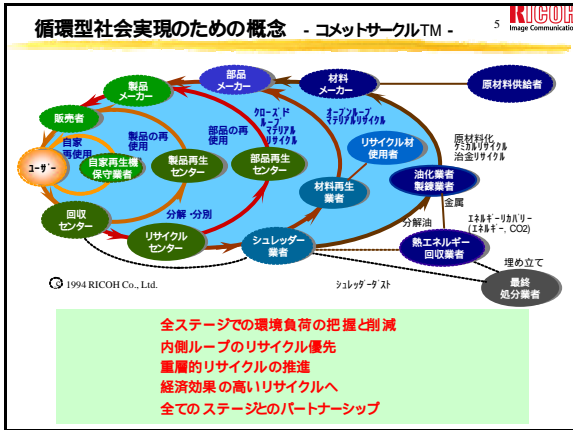 循環型社会実現のための概念 - コメットサークルTM -
5
RICOH
Image Communication
製品
メーカー
部品
メーカー
材料
メーカー
原材料供給者
販売者
クローズド
ループ
マテリアル
リサイクル
オープンループ
マテリアルリサイクル
自家
再使用
製品の再
使用
部品の再
使用
リサイクル材
使用者
原材料化
ケミカルリサイクル
冶金リサイクル
ユーザー
自家再生機
保守業者
製品再生
センター
部品再生
センター
材料再生
業者
油化業者
製錬業者
金属
回収
センター
分解・分別
リサイクル
センター
シュレッダー
業者
分解油
エネルギーリカバリー
(エネルギー, CO2)
熱エネルギー
回収業者
埋め立て
© 1994 RICOH Co., Ltd.
シュレッダーダスト
最終
処分業者
全ステージでの環境負荷の把握と削減
内側ループのリサイクル優先
重層的リサイクルの推進
経済効果の高いリサイクルへ
全てのステージとのパートナーシップ